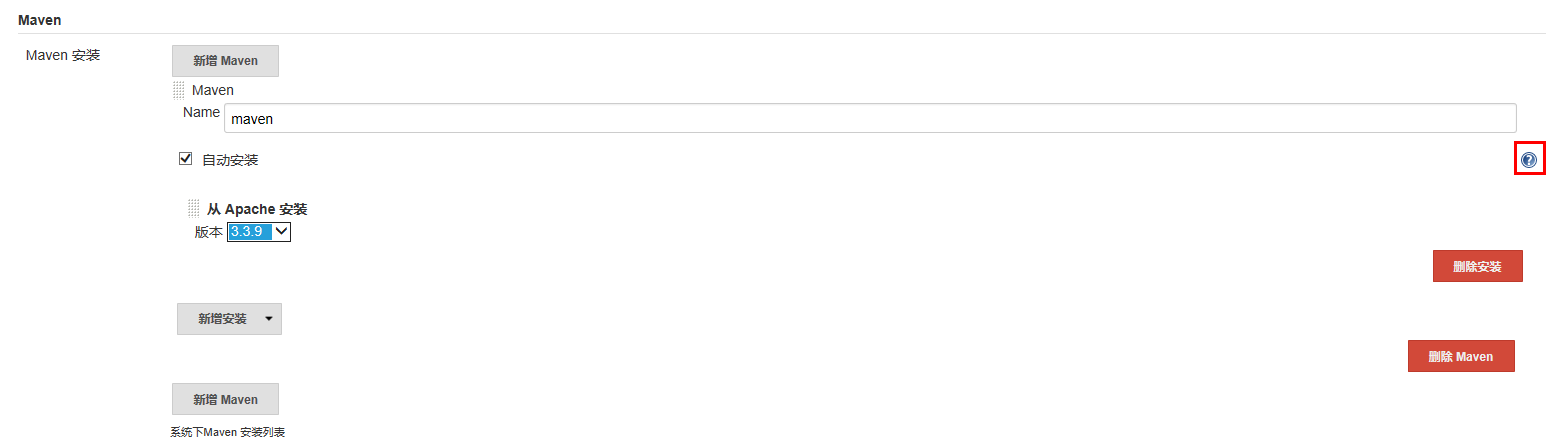 Maven
Maven 安装
新增 Maven
Maven
Name maven
自动安装
?
从 Apache 安装
版本 3.3.9
删除安装
新增安装
删除 Maven
新增 Maven
系统下Maven 安装列表